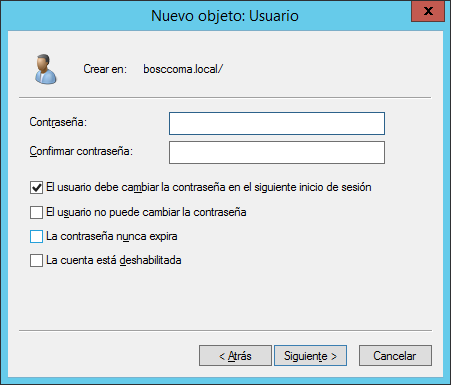 Nuevo objeto: Usuario
x
Crear en: bosccoma.local/
Contraseña:
Confirmar contraseña:
El usuario debe cambiar la contraseña en el siguiente inicio de sesión
El usuario no puede cambiar la contraseña
La contraseña nunca expira
La cuenta está deshabilitada
< Atrás Siguiente > Cancelar